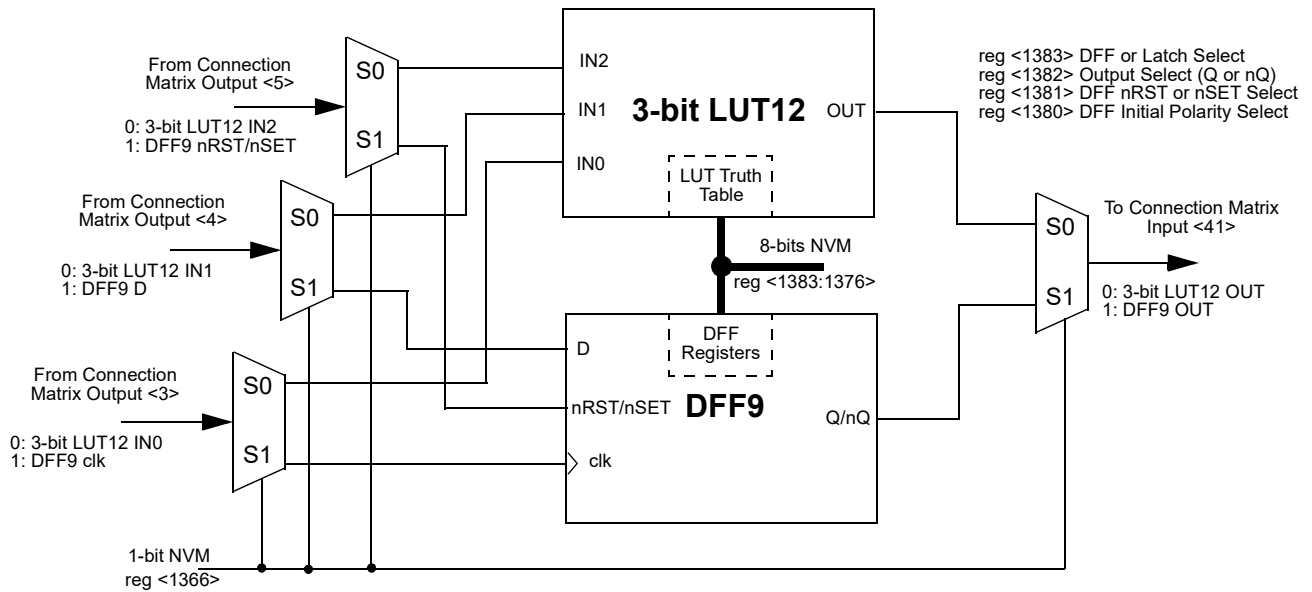 From Connection
Matrix Output <5>
0: 3-bit LUT12 IN2
1: DFF9 nRST/nSET
S0
S1
From Connection
Matrix Output <4>
0: 3-bit LUT12 IN1
1: DFF9 D
S0
S1
From Connection
Matrix Output <3>
0: 3-bit LUT12 IN0
1: DFF9 clk
S0
S1
1-bit NVM
reg <1366>
IN2
IN1
IN0
3-bit LUT12
OUT
LUT Truth
Table
8-bits NVM
reg <1383:1376>
DFF
Registers
D
nRST/nSET
clk
DFF9
Q/nQ
reg <1383> DFF or Latch Select
reg <1382> Output Select (Q or nQ)
reg <1381> DFF nRST or nSET Select
reg <1380> DFF Initial Polarity Select
S0
S1
To Connection Matrix
Input <41>
0: 3-bit LUT12 OUT
1: DFF9 OUT